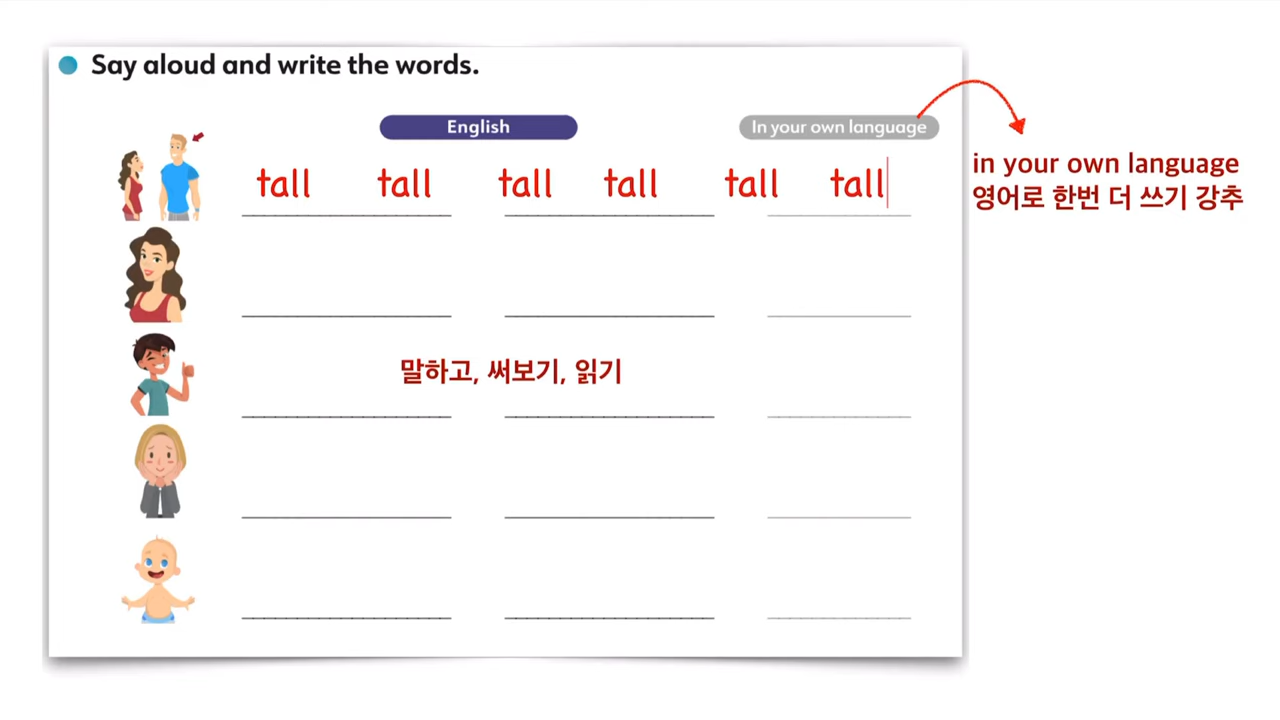 Say aloud and write the words.
English
In your own language
tall tall tall tall tall tall
in your own language
영어로 한번 더 쓰기 강추
말하고, 써보기, 읽기